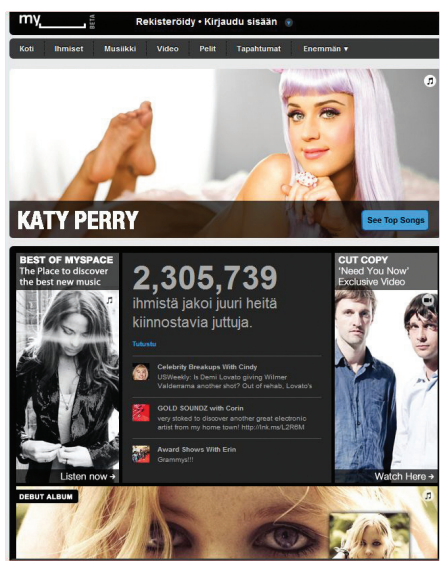 my____
BETA
Rekisteröidy • Kirjaudu sisään
Koti Ihmiset Musiikki Video Pelit Tapahtumat Enemmän ▾
KATY PERRY
See Top Songs
BEST OF MYSPACE
The Place to discover
the best new music
Listen now →
2,305,739
ihmistä jakoi juuri heitä
kiinnostavia juttuja.
Tutustu
Celebrity Breakups With Cindy
USWeekly: Is Demi Lovato giving Wilmer
Valderrama another shot? Out of rehab, Lovato's
GOLD SOUNDZ with Corin
very stoked to discover another great electronic
artist from my home town! http://lnk.ms/L2R6M
Award Shows With Erin
Grammys!!!
CUT COPY
'Need You Now'
Exclusive Video
Watch Here →
DEBUT ALBUM